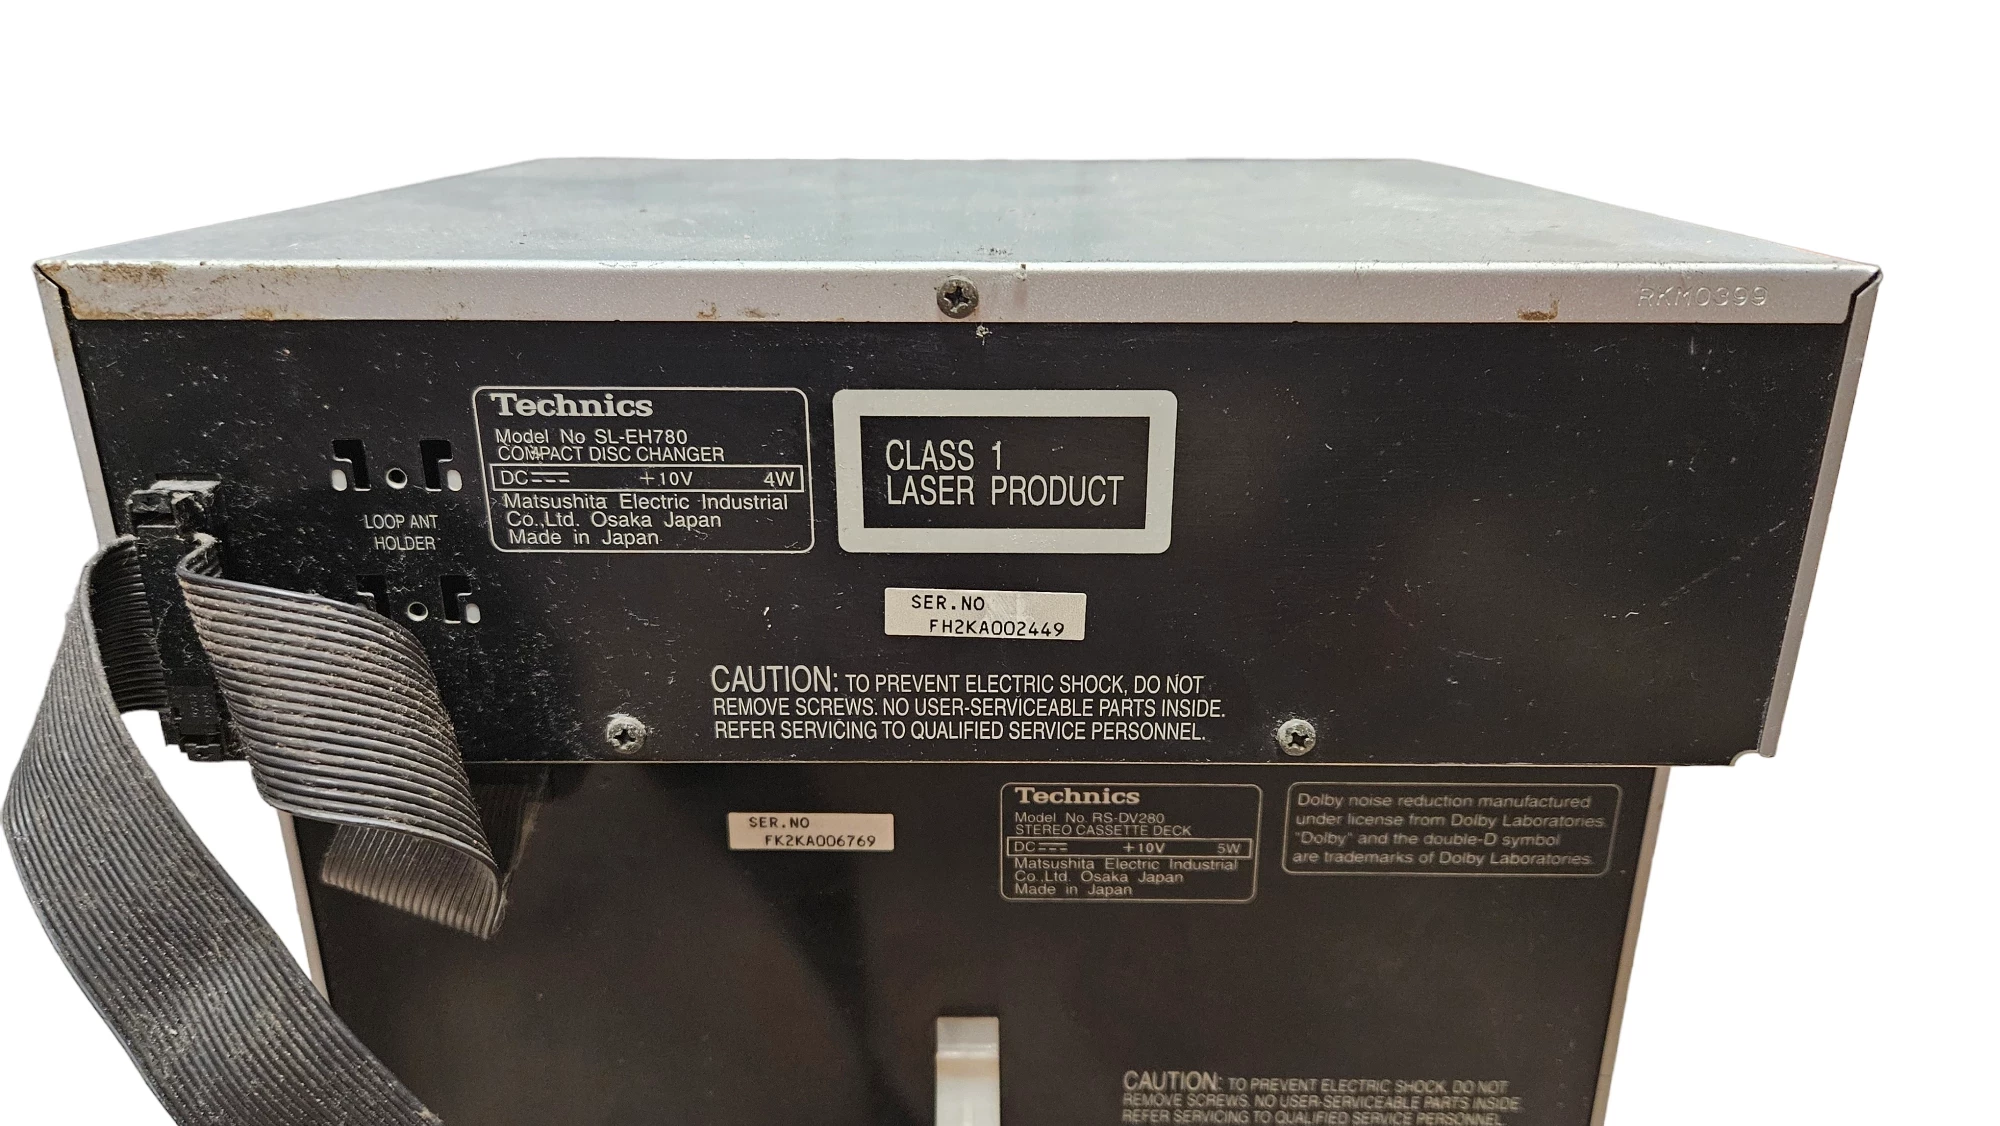 RKM0399
Technics
Model No SL-EH780
COMPACT DISC CHANGER
DC +10V 4W
Matsushita Electric Industrial
Co.,Ltd. Osaka Japan
Made in Japan
CLASS 1
LASER PRODUCT
LOOP ANT
HOLDER
SER.NO
FH2KA002449
CAUTION: TO PREVENT ELECTRIC SHOCK, DO NOT
REMOVE SCREWS. NO USER-SERVICEABLE PARTS INSIDE.
REFER SERVICING TO QUALIFIED SERVICE PERSONNEL.
SER.NO
FK2KA006769
Technics
Model No. RS-DV280
STEREO CASSETTE DECK
DC +10V 5W
Matsushita Electric Industrial
Co.,Ltd. Osaka Japan
Made in Japan
Dolby noise reduction manufactured
under license from Dolby Laboratories.
"Dolby" and the double-D symbol
are trademarks of Dolby Laboratories.
CAUTION: TO PREVENT ELECTRIC SHOCK, DO NOT
REMOVE SCREWS. NO USER-SERVICEABLE PARTS INSIDE
REFER SERVICING TO QUALIFIED SERVICE PERSONNEL.